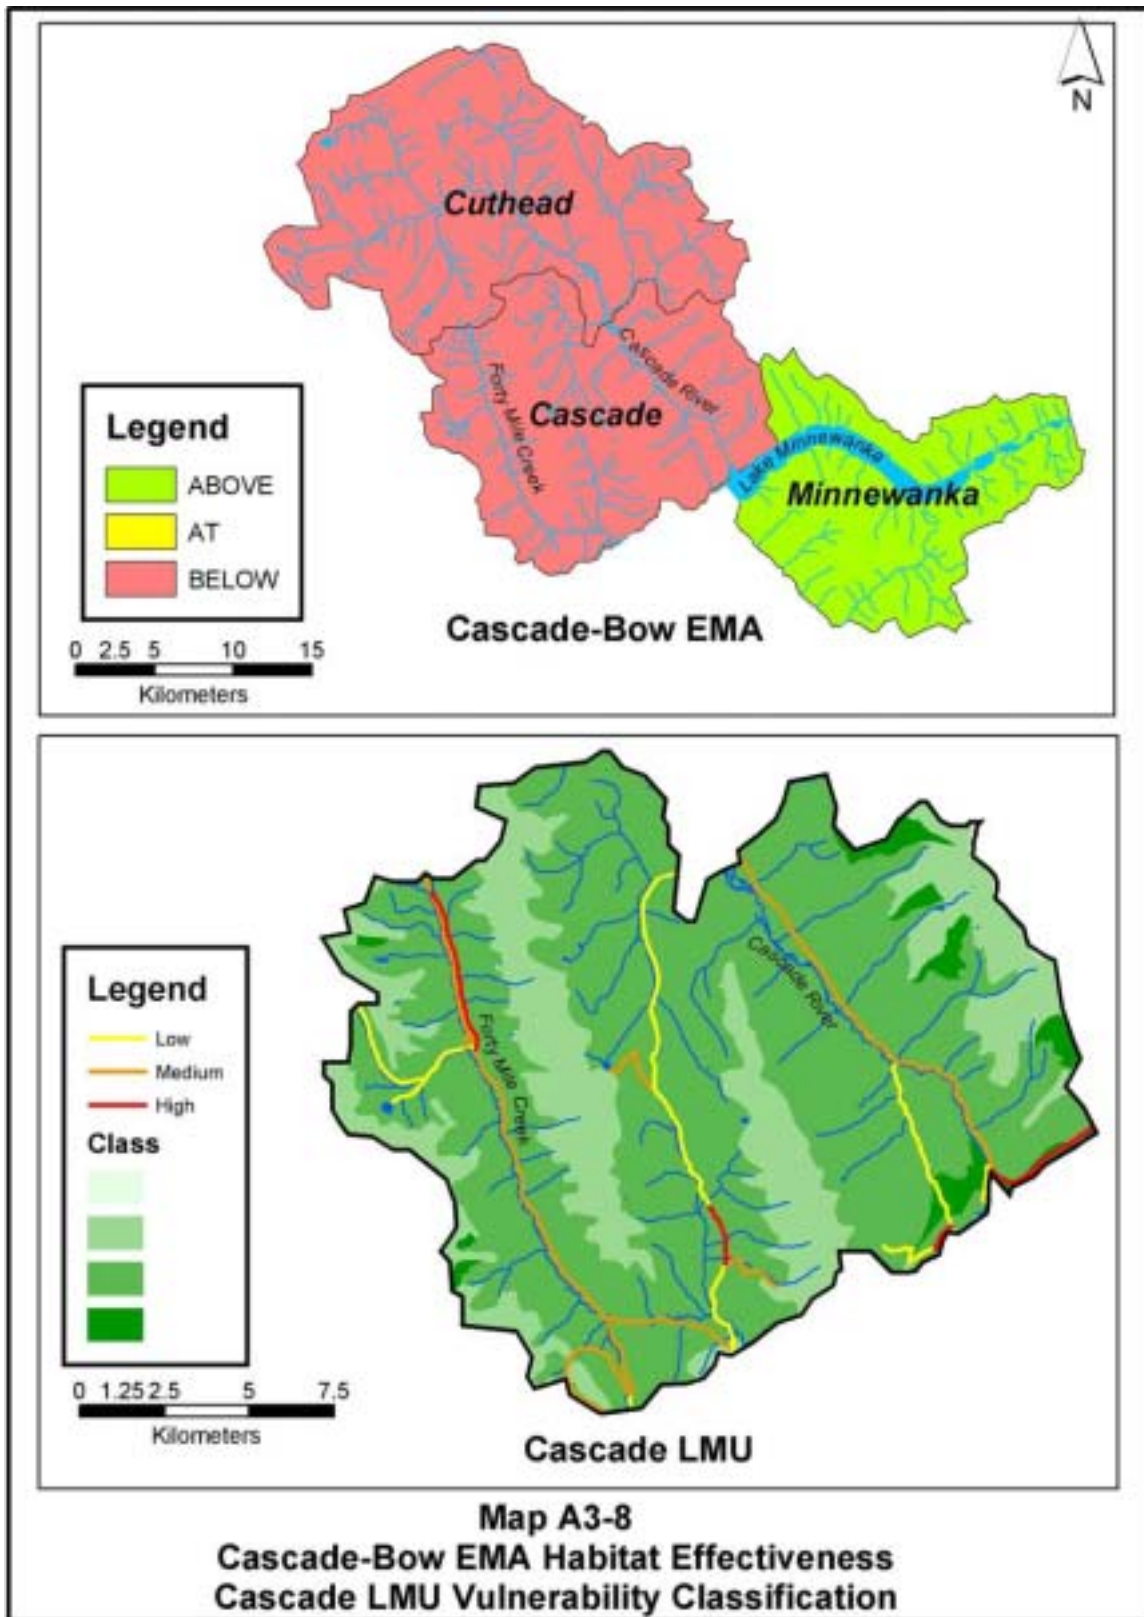 N
Cuthead
Cascade River
Forty Mile Creek
Cascade
Lake Minnewanka
Minnewanka
Legend
ABOVE
AT
BELOW
Cascade-Bow EMA
0 2.5 5 10 15
Kilometers
Cascade River
Forty Mile Creek
Legend
Low
Medium
High
Class
0 1.25 2.5 5 7.5
Kilometers
Cascade LMU
Map A3-8
Cascade-Bow EMA Habitat Effectiveness
Cascade LMU Vulnerability Classification